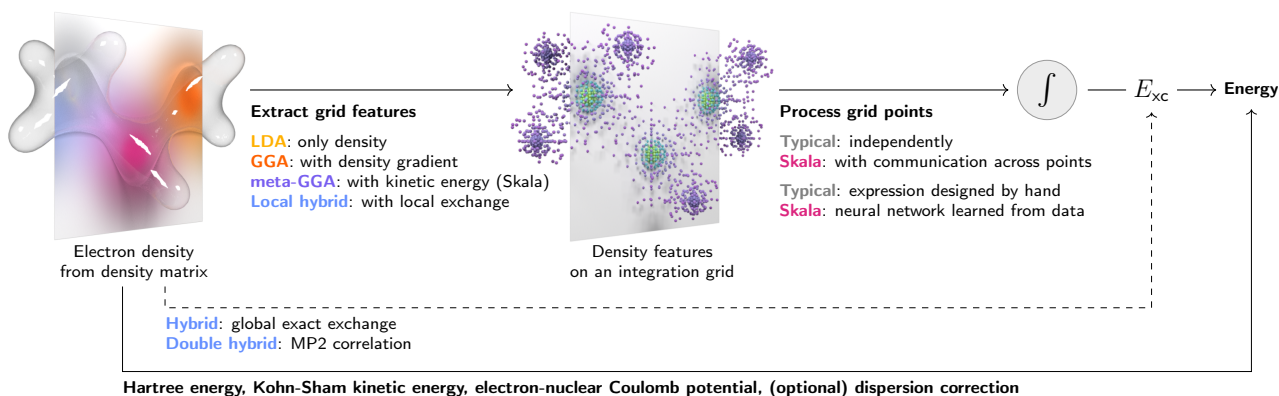 Extract grid features
LDA: only density
GGA: with density gradient
meta-GGA: with kinetic energy (Skala)
Local hybrid: with local exchange
Process grid points
Typical: independently
Skala: with communication across points
Typical: expression designed by hand
Skala: neural network learned from data
∫
E_xc
Energy
Electron density
from density matrix
Density features
on an integration grid
Hybrid: global exact exchange
Double hybrid: MP2 correlation
Hartree energy, Kohn-Sham kinetic energy, electron-nuclear Coulomb potential, (optional) dispersion correction